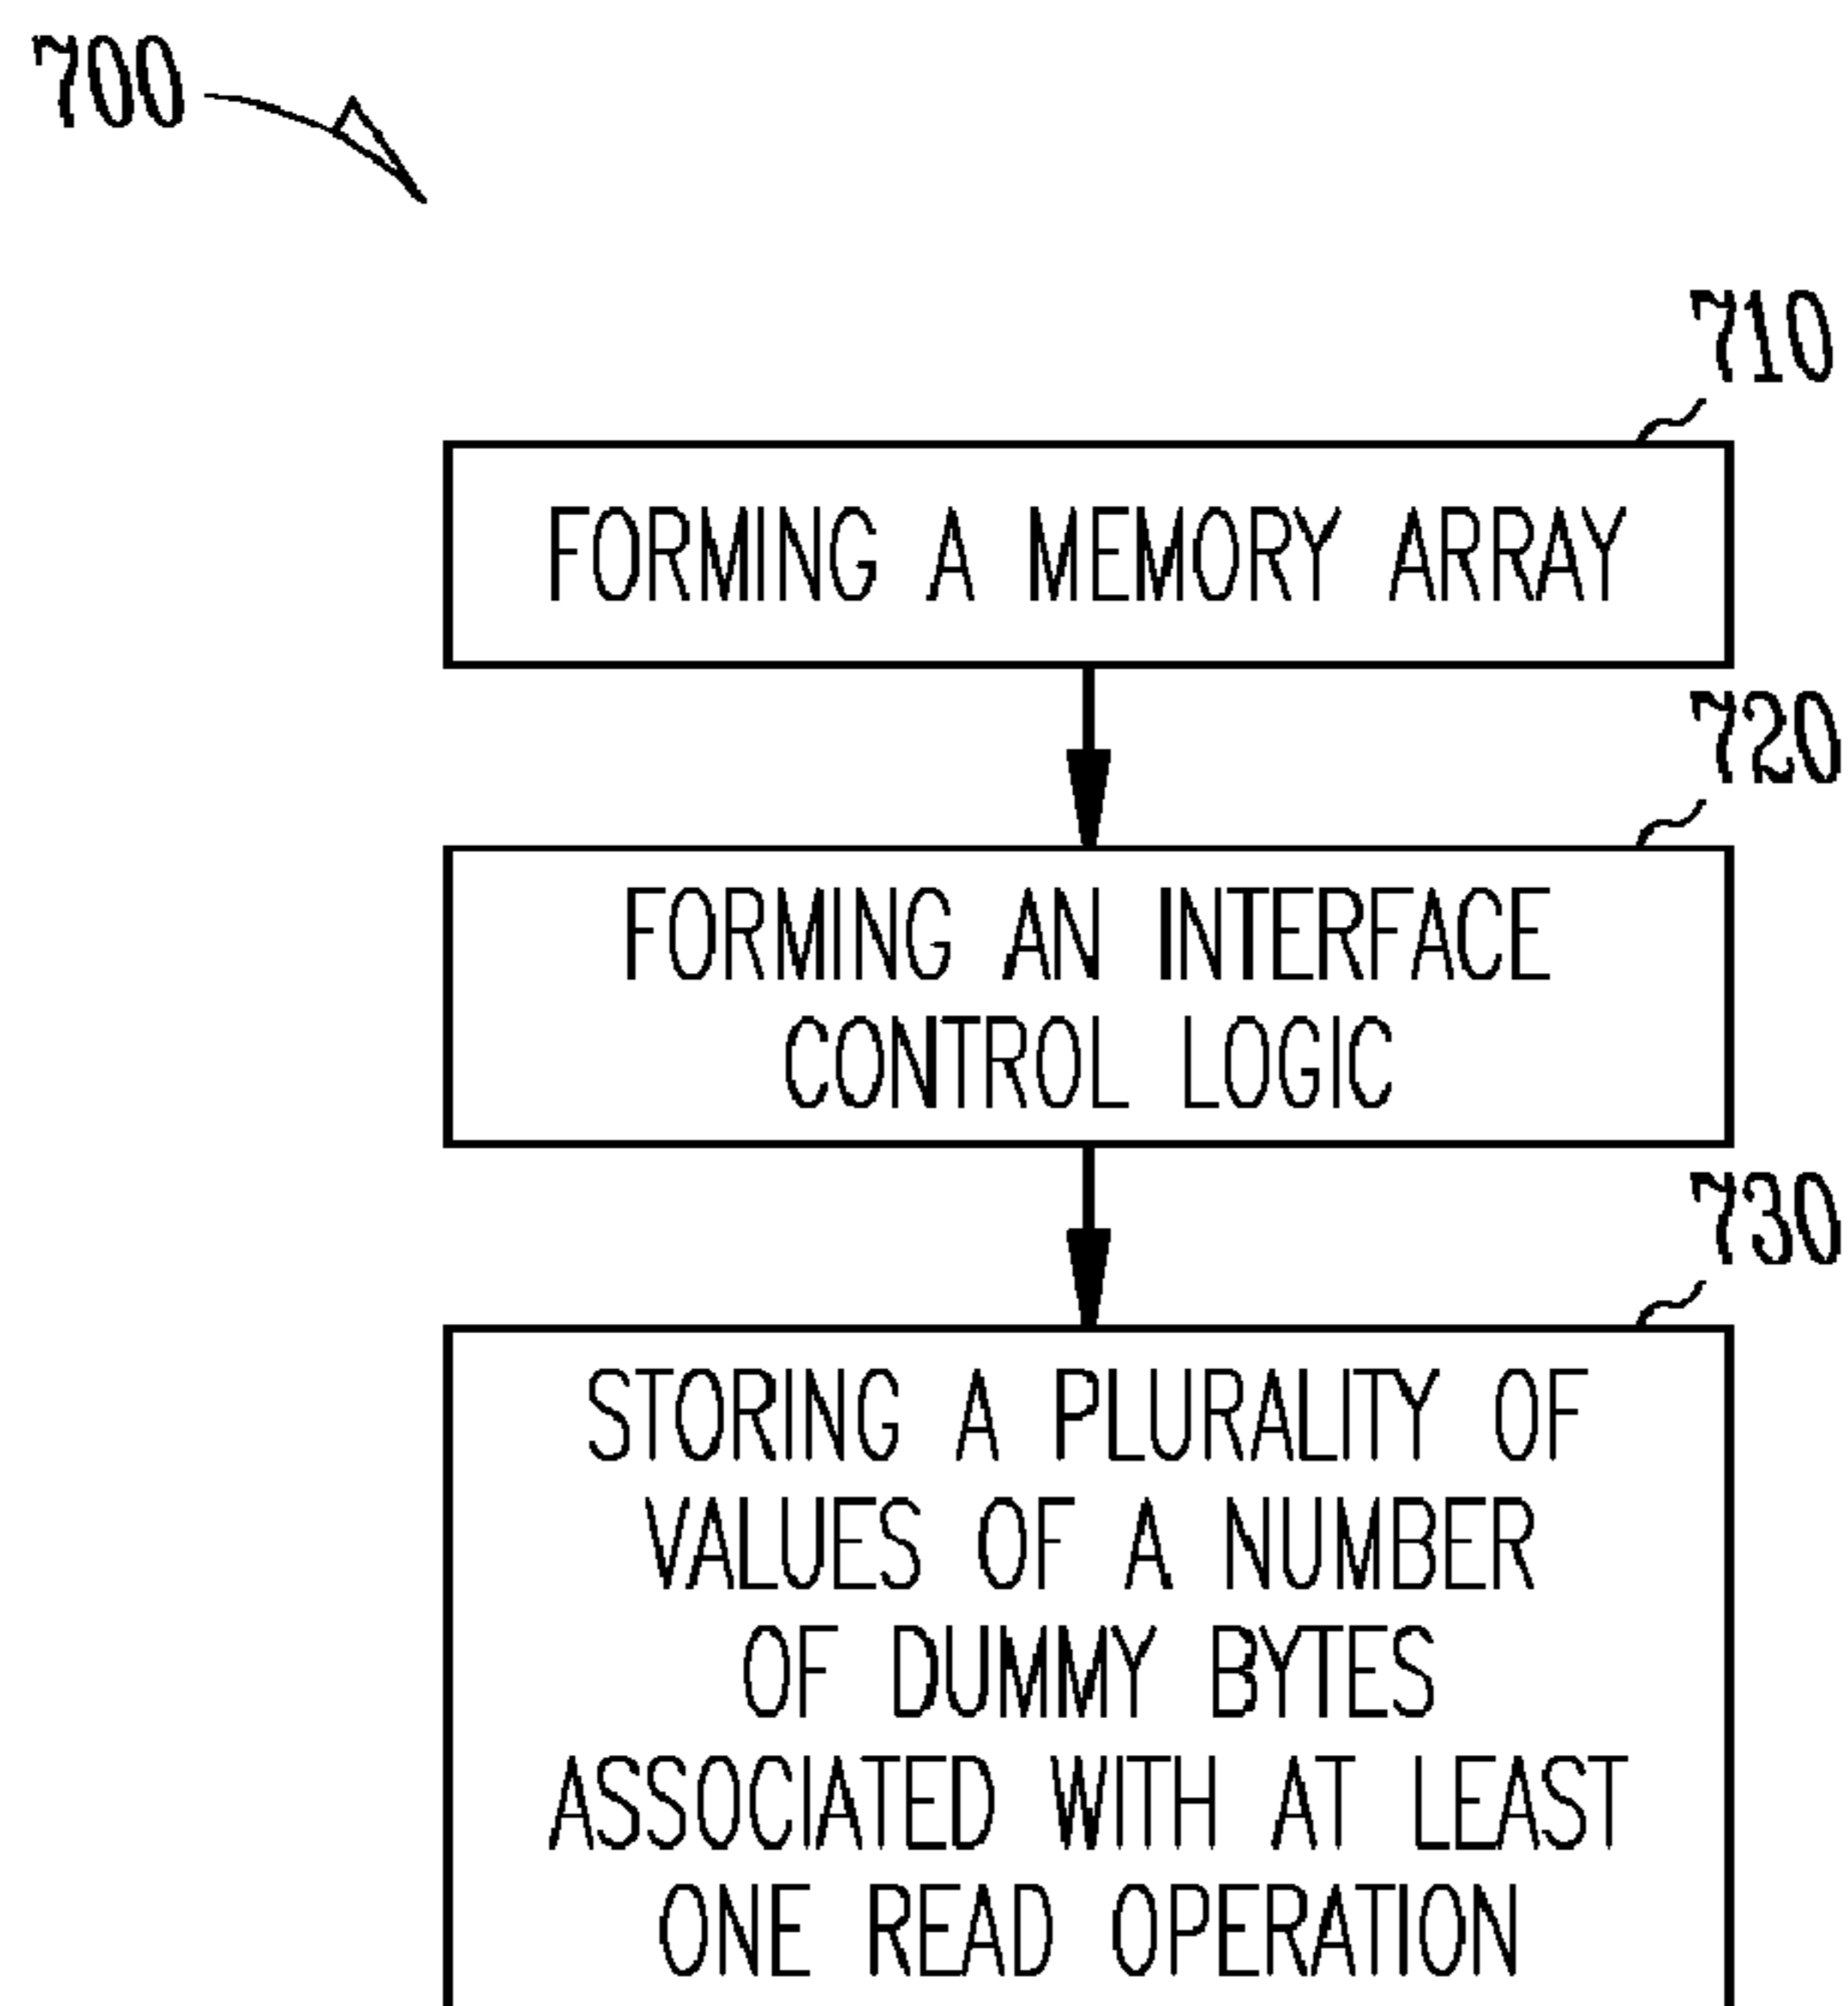 700
710
FORMING A MEMORY ARRAY
720
FORMING AN INTERFACE
CONTROL LOGIC
730
STORING A PLURALITY OF
VALUES OF A NUMBER
OF DUMMY BYTES
ASSOCIATED WITH AT LEAST
ONE READ OPERATION